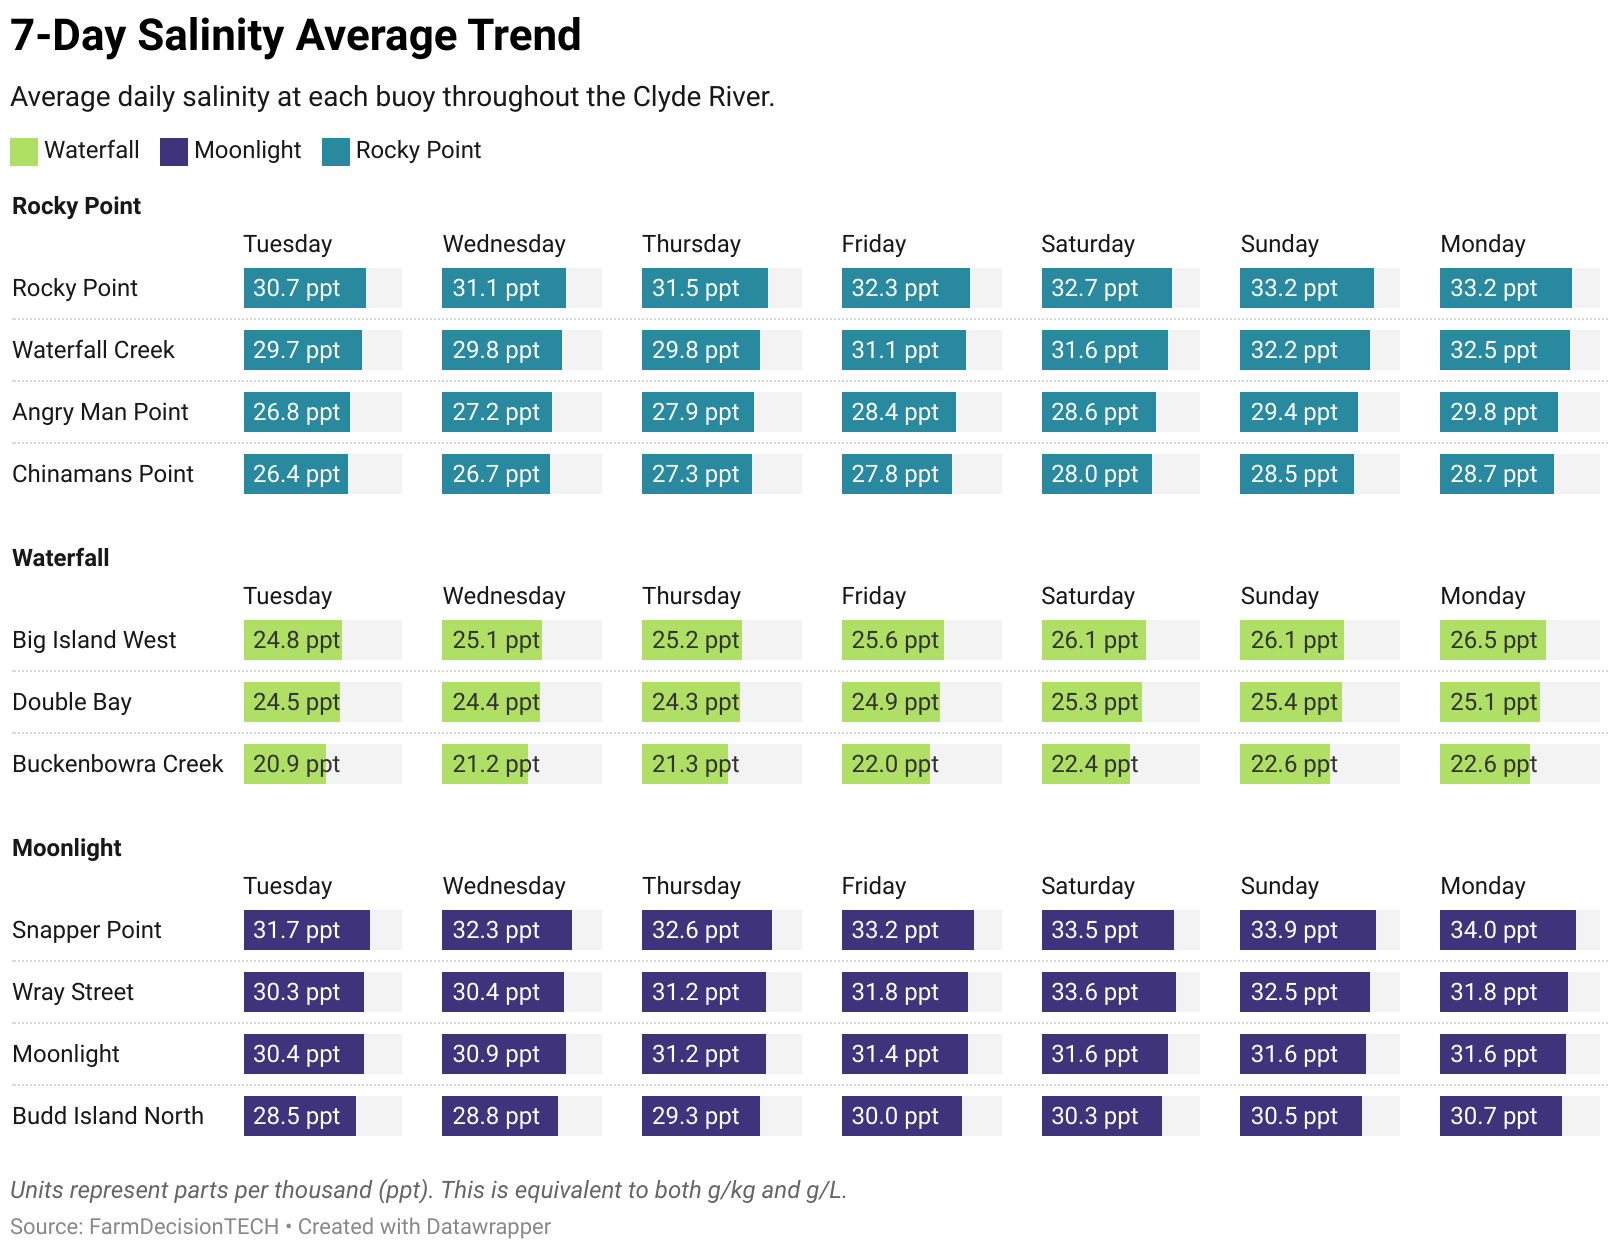 7-Day Salinity Average Trend
Average daily salinity at each buoy throughout the Clyde River.
Waterfall Moonlight Rocky Point
Rocky Point
Tuesday Wednesday Thursday Friday Saturday Sunday Monday
Rocky Point 30.7 ppt 31.1 ppt 31.5 ppt 32.3 ppt 32.7 ppt 33.2 ppt 33.2 ppt
Waterfall Creek 29.7 ppt 29.8 ppt 29.8 ppt 31.1 ppt 31.6 ppt 32.2 ppt 32.5 ppt
Angry Man Point 26.8 ppt 27.2 ppt 27.9 ppt 28.4 ppt 28.6 ppt 29.4 ppt 29.8 ppt
Chinamans Point 26.4 ppt 26.7 ppt 27.3 ppt 27.8 ppt 28.0 ppt 28.5 ppt 28.7 ppt
Waterfall
Tuesday Wednesday Thursday Friday Saturday Sunday Monday
Big Island West 24.8 ppt 25.1 ppt 25.2 ppt 25.6 ppt 26.1 ppt 26.1 ppt 26.5 ppt
Double Bay 24.5 ppt 24.4 ppt 24.3 ppt 24.9 ppt 25.3 ppt 25.4 ppt 25.1 ppt
Buckenbowra Creek 20.9 ppt 21.2 ppt 21.3 ppt 22.0 ppt 22.4 ppt 22.6 ppt 22.6 ppt
Moonlight
Tuesday Wednesday Thursday Friday Saturday Sunday Monday
Snapper Point 31.7 ppt 32.3 ppt 32.6 ppt 33.2 ppt 33.5 ppt 33.9 ppt 34.0 ppt
Wray Street 30.3 ppt 30.4 ppt 31.2 ppt 31.8 ppt 33.6 ppt 32.5 ppt 31.8 ppt
Moonlight 30.4 ppt 30.9 ppt 31.2 ppt 31.4 ppt 31.6 ppt 31.6 ppt 31.6 ppt
Budd Island North 28.5 ppt 28.8 ppt 29.3 ppt 30.0 ppt 30.3 ppt 30.5 ppt 30.7 ppt
Units represent parts per thousand (ppt). This is equivalent to both g/kg and g/L.
Source: FarmDecisionTECH • Created with Datawrapper